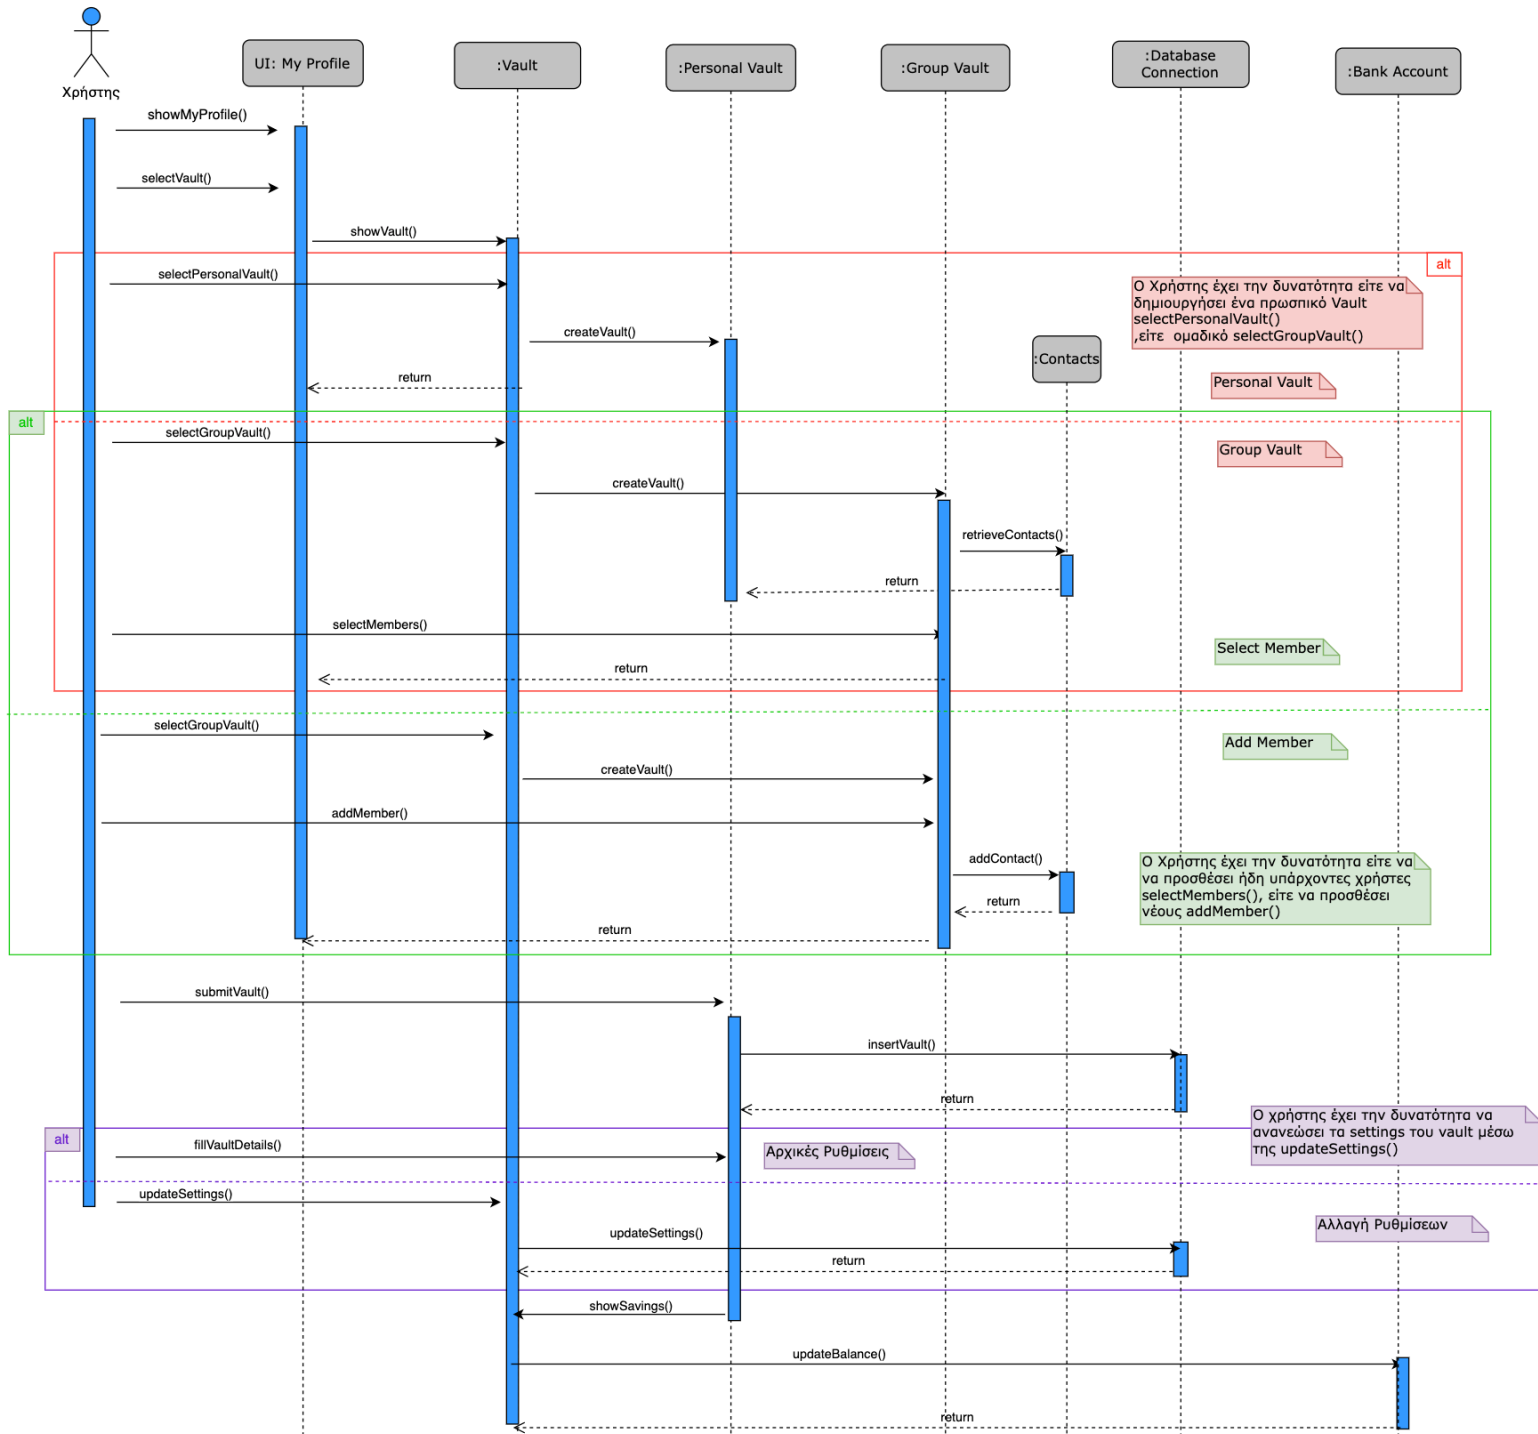 Χρήστης
UI: My Profile
:Vault
:Personal Vault
:Group Vault
:Database
Connection
:Bank Account
showMyProfile()
selectVault()
showVault()
alt
selectPersonalVault()
Ο Χρήστης έχει την δυνατότητα είτε να
δημιουργήσει ένα πρωσπικό Vault
selectPersonalVault()
,είτε  ομαδικό selectGroupVault()
createVault()
:Contacts
return
Personal Vault
alt
selectGroupVault()
Group Vault
createVault()
retrieveContacts()
return
selectMembers()
Select Member
return
selectGroupVault()
Add Member
createVault()
addMember()
addContact()
Ο Χρήστης έχει την δυνατότητα είτε να
να προσθέσει ήδη υπάρχοντες χρήστες
selectMembers(), είτε να προσθέσει
νέους addMember()
return
return
submitVault()
insertVault()
return
Ο χρήστης έχει την δυνατότητα να
ανανεώσει τα settings του vault μέσω
της updateSettings()
alt
fillVaultDetails()
Αρχικές Ρυθμίσεις
updateSettings()
Αλλαγή Ρυθμίσεων
updateSettings()
return
showSavings()
updateBalance()
return